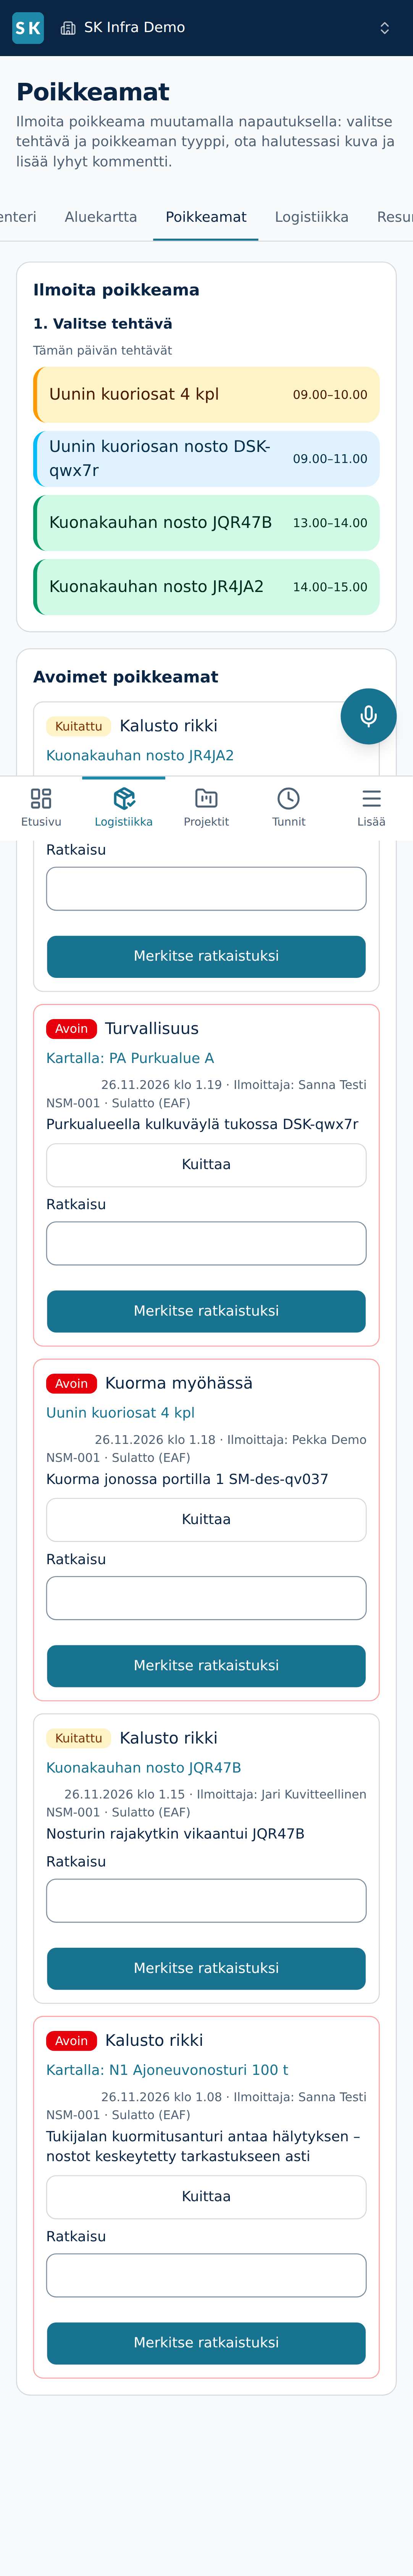 SK
SK Infra Demo
Poikkeamat
Ilmoita poikkeama muutamalla napautuksella: valitse
tehtävä ja poikkeaman tyyppi, ota halutessasi kuva ja
lisää lyhyt kommentti.
enteri Aluekartta Poikkeamat Logistiikka Resur
Ilmoita poikkeama
1. Valitse tehtävä
Tämän päivän tehtävät
Uunin kuoriosat 4 kpl 09.00–10.00
Uunin kuoriosan nosto DSK-
qwx7r
09.00–11.00
Kuonakauhan nosto JQR47B 13.00–14.00
Kuonakauhan nosto JR4JA2 14.00–15.00
Avoimet poikkeamat
Kuitattu Kalusto rikki
Kuonakauhan nosto JR4JA2
Etusivu Logistiikka Projektit Tunnit Lisää
Ratkaisu
Merkitse ratkaistuksi
Avoin Turvallisuus
Kartalla: PA Purkualue A
26.11.2026 klo 1.19 · Ilmoittaja: Sanna Testi
NSM-001 · Sulatto (EAF)
Purkualueella kulkuväylä tukossa DSK-qwx7r
Kuittaa
Ratkaisu
Merkitse ratkaistuksi
Avoin Kuorma myöhässä
Uunin kuoriosat 4 kpl
26.11.2026 klo 1.18 · Ilmoittaja: Pekka Demo
NSM-001 · Sulatto (EAF)
Kuorma jonossa portilla 1 SM-des-qv037
Kuittaa
Ratkaisu
Merkitse ratkaistuksi
Kuitattu Kalusto rikki
Kuonakauhan nosto JQR47B
26.11.2026 klo 1.15 · Ilmoittaja: Jari Kuvitteellinen
NSM-001 · Sulatto (EAF)
Nosturin rajakytkin vikaantui JQR47B
Ratkaisu
Merkitse ratkaistuksi
Avoin Kalusto rikki
Kartalla: N1 Ajoneuvonosturi 100 t
26.11.2026 klo 1.08 · Ilmoittaja: Sanna Testi
NSM-001 · Sulatto (EAF)
Tukijalan kuormitusanturi antaa hälytyksen –
nostot keskeytetty tarkastukseen asti
Kuittaa
Ratkaisu
Merkitse ratkaistuksi